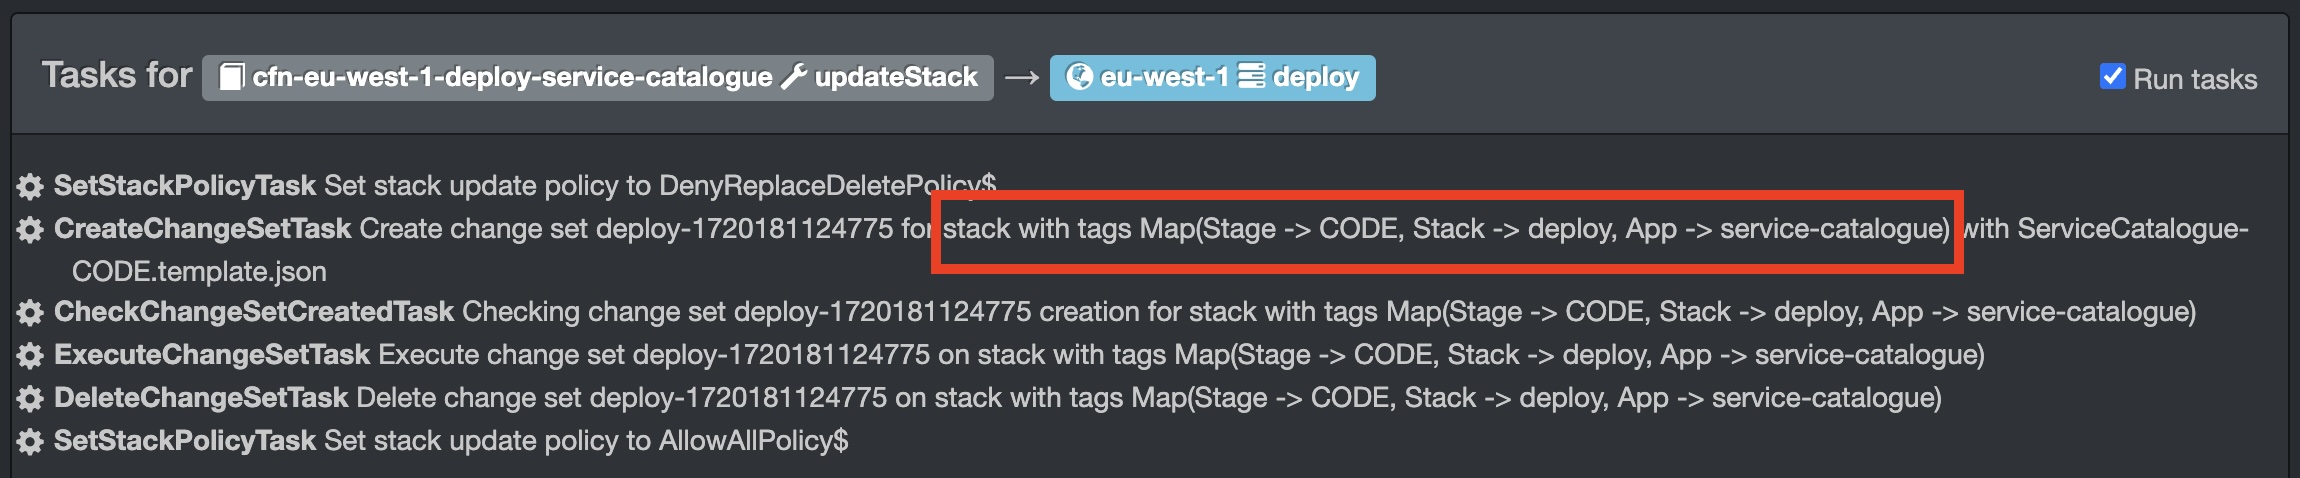 Tasks for cfn-eu-west-1-deploy-service-catalogue updateStack → eu-west-1 deploy Run tasks
SetStackPolicyTask Set stack update policy to DenyReplaceDeletePolicy$
CreateChangeSetTask Create change set deploy-1720181124775 for stack with tags Map(Stage -> CODE, Stack -> deploy, App -> service-catalogue) with ServiceCatalogue-
CODE.template.json
CheckChangeSetCreatedTask Checking change set deploy-1720181124775 creation for stack with tags Map(Stage -> CODE, Stack -> deploy, App -> service-catalogue)
ExecuteChangeSetTask Execute change set deploy-1720181124775 on stack with tags Map(Stage -> CODE, Stack -> deploy, App -> service-catalogue)
DeleteChangeSetTask Delete change set deploy-1720181124775 on stack with tags Map(Stage -> CODE, Stack -> deploy, App -> service-catalogue)
SetStackPolicyTask Set stack update policy to AllowAllPolicy$